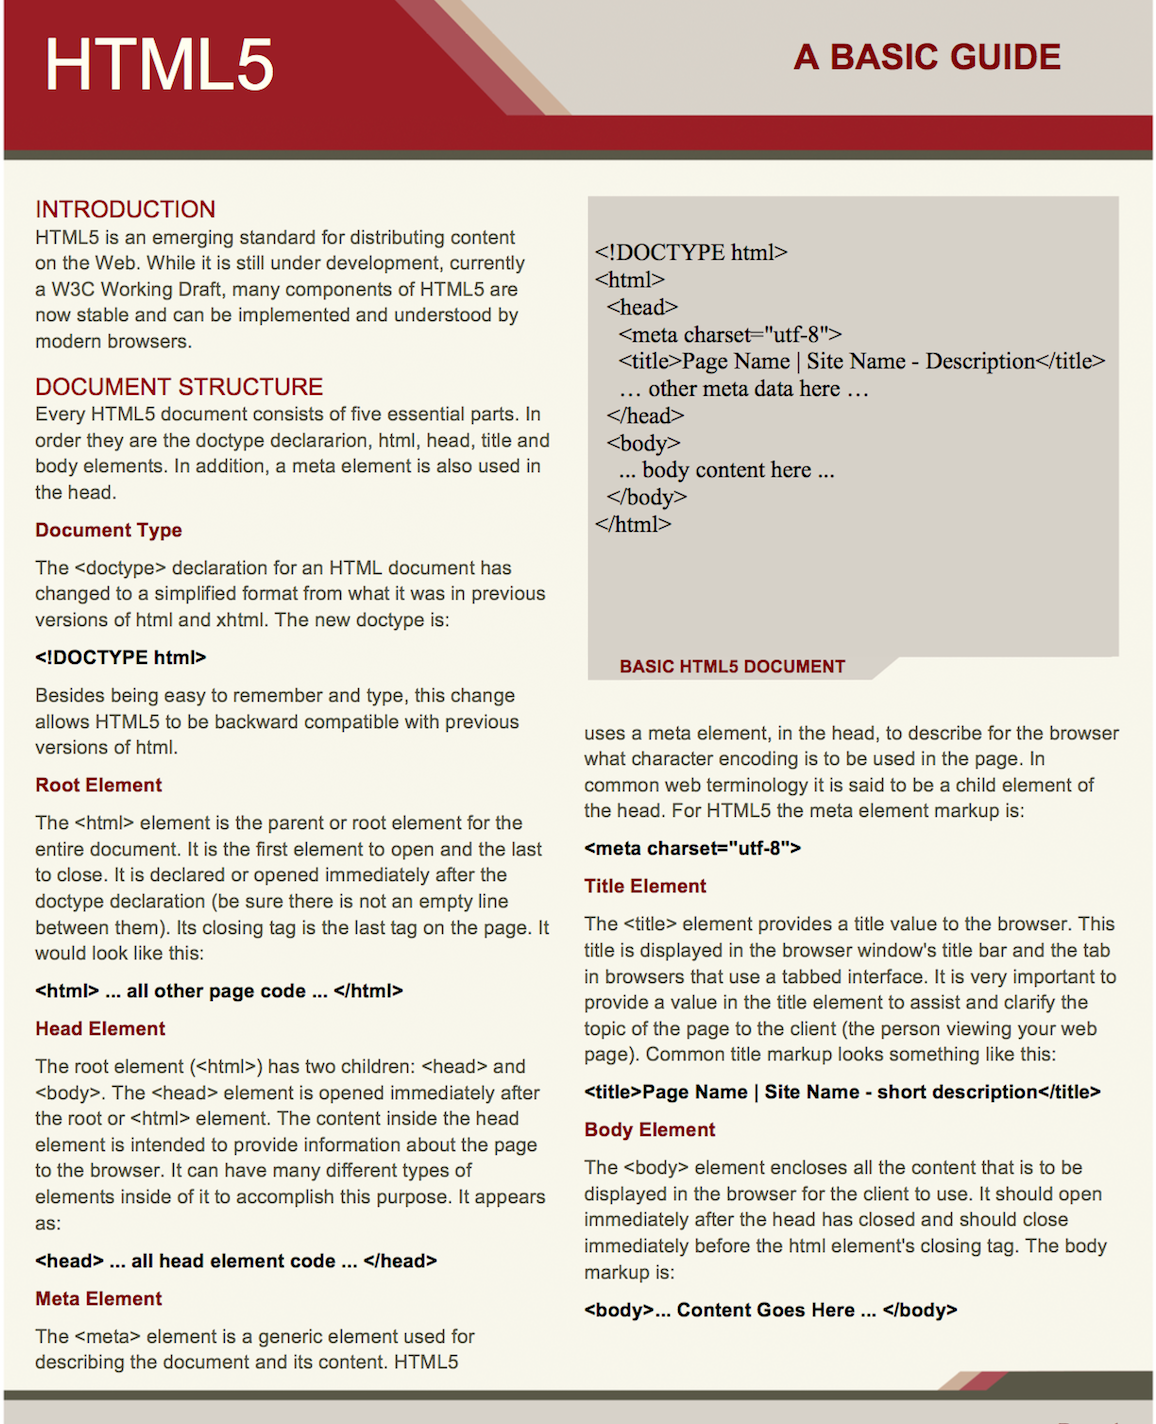 HTML5
A BASIC GUIDE
INTRODUCTION
HTML5 is an emerging standard for distributing content
on the Web. While it is still under development, currently
a W3C Working Draft, many components of HTML5 are
now stable and can be implemented and understood by
modern browsers.
DOCUMENT STRUCTURE
Every HTML5 document consists of five essential parts. In
order they are the doctype declararion, html, head, title and
body elements. In addition, a meta element is also used in
the head.
Document Type
The <doctype> declaration for an HTML document has
changed to a simplified format from what it was in previous
versions of html and xhtml. The new doctype is:
<!DOCTYPE html>
Besides being easy to remember and type, this change
allows HTML5 to be backward compatible with previous
versions of html.
Root Element
The <html> element is the parent or root element for the
entire document. It is the first element to open and the last
to close. It is declared or opened immediately after the
doctype declaration (be sure there is not an empty line
between them). Its closing tag is the last tag on the page. It
would look like this:
<html> ... all other page code ... </html>
Head Element
The root element (<html>) has two children: <head> and
<body>. The <head> element is opened immediately after
the root or <html> element. The content inside the head
element is intended to provide information about the page
to the browser. It can have many different types of
elements inside of it to accomplish this purpose. It appears
as:
<head> ... all head element code ... </head>
Meta Element
The <meta> element is a generic element used for
describing the document and its content. HTML5
<!DOCTYPE html>
<html>
<head>
<meta charset="utf-8">
<title>Page Name | Site Name - Description</title>
… other meta data here …
</head>
<body>
... body content here ...
</body>
</html>
BASIC HTML5 DOCUMENT
uses a meta element, in the head, to describe for the browser
what character encoding is to be used in the page. In
common web terminology it is said to be a child element of
the head. For HTML5 the meta element markup is:
<meta charset="utf-8">
Title Element
The <title> element provides a title value to the browser. This
title is displayed in the browser window's title bar and the tab
in browsers that use a tabbed interface. It is very important to
provide a value in the title element to assist and clarify the
topic of the page to the client (the person viewing your web
page). Common title markup looks something like this:
<title>Page Name | Site Name - short description</title>
Body Element
The <body> element encloses all the content that is to be
displayed in the browser for the client to use. It should open
immediately after the head has closed and should close
immediately before the html element's closing tag. The body
markup is:
<body>... Content Goes Here ... </body>